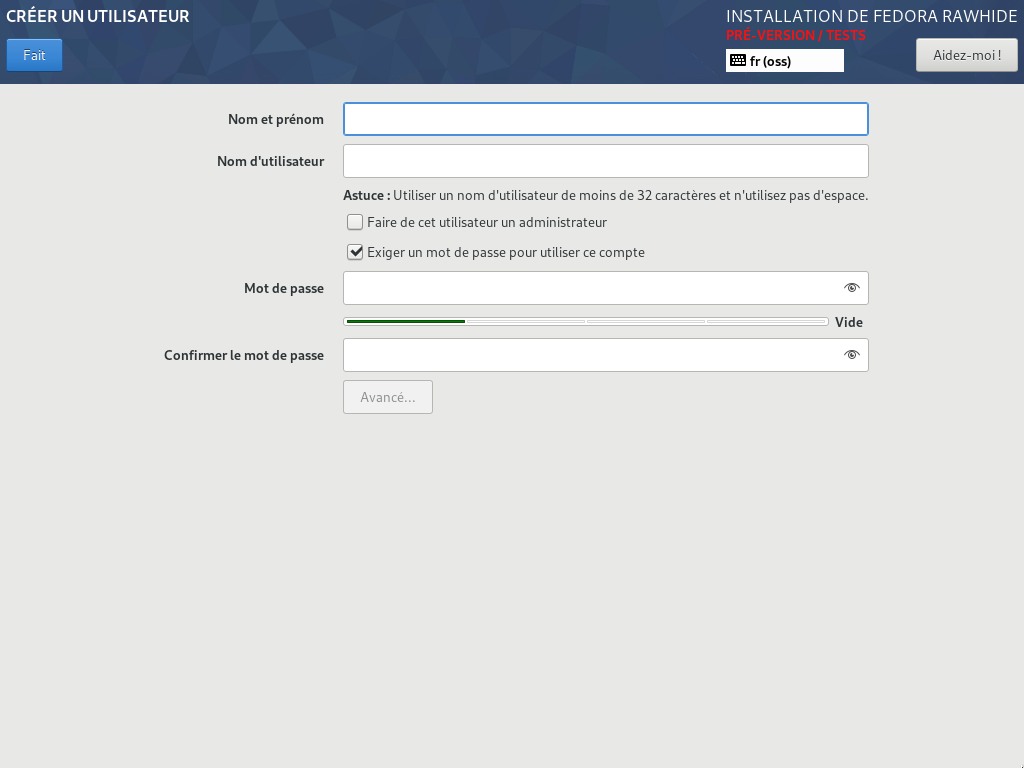 CRÉER UN UTILISATEUR
INSTALLATION DE FEDORA RAWHIDE
PRÉ-VERSION / TESTS
Fait
fr (oss)
Aidez-moi !
Nom et prénom
Nom d'utilisateur
Astuce : Utiliser un nom d'utilisateur de moins de 32 caractères et n'utilisez pas d'espace.
Faire de cet utilisateur un administrateur
Exiger un mot de passe pour utiliser ce compte
Mot de passe
Vide
Confirmer le mot de passe
Avancé...